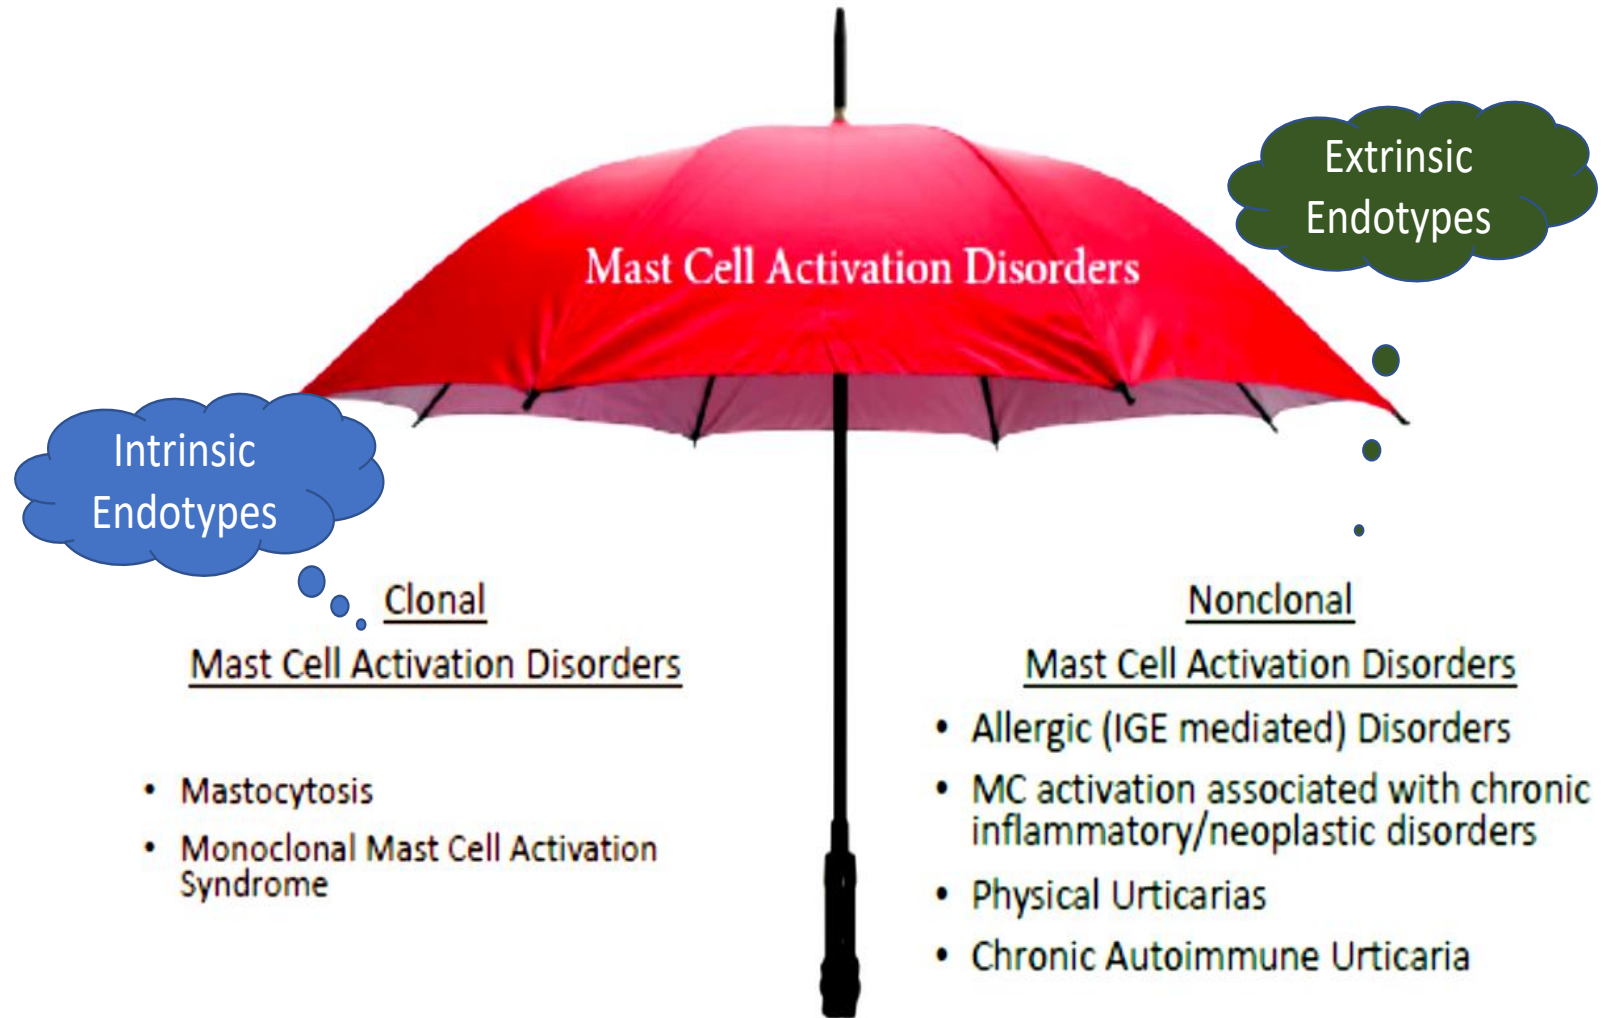 Mast Cell Activation Disorders
Extrinsic
Endotypes
Intrinsic
Endotypes
Clonal
Mast Cell Activation Disorders
• Mastocytosis
• Monoclonal Mast Cell Activation
Syndrome
Nonclonal
Mast Cell Activation Disorders
• Allergic (IGE mediated) Disorders
• MC activation associated with chronic
inflammatory/neoplastic disorders
• Physical Urticarias
• Chronic Autoimmune Urticaria